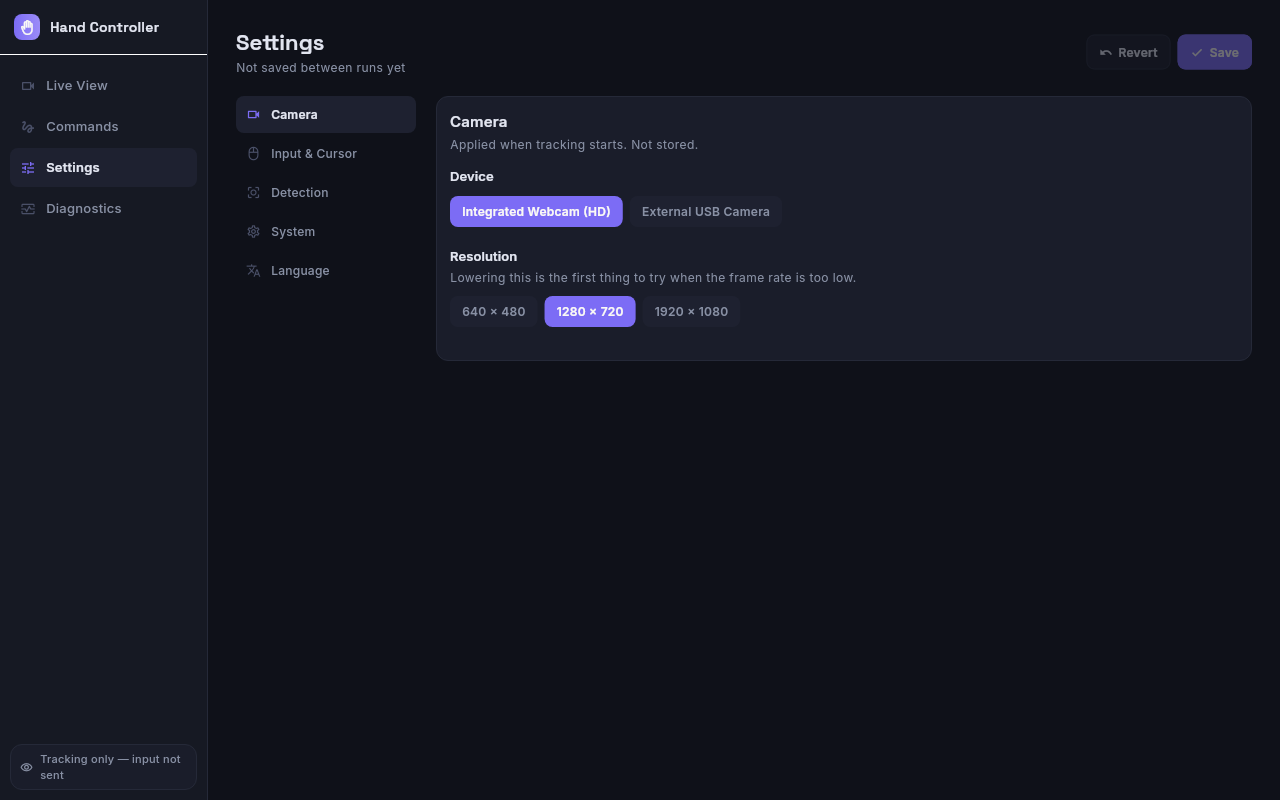 Hand Controller
Live View
Commands
Settings
Diagnostics
Tracking only — input not
sent
Settings
Not saved between runs yet
Revert
Save
Camera
Input & Cursor
Detection
System
Language
Camera
Applied when tracking starts. Not stored.
Device
Integrated Webcam (HD)
External USB Camera
Resolution
Lowering this is the first thing to try when the frame rate is too low.
640 × 480
1280 × 720
1920 × 1080